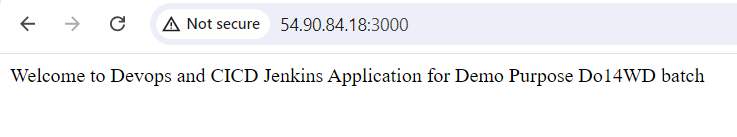 Not secure 54.90.84.18:3000
Welcome to Devops and CICD Jenkins Application for Demo Purpose Do14WD batch